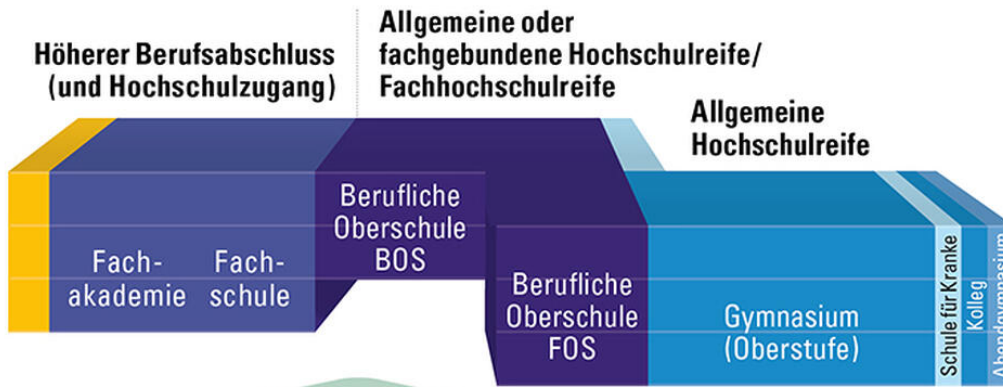 Höherer Berufsabschluss
(und Hochschulzugang)
Allgemeine oder
fachgebundene Hochschulreife/
Fachhochschulreife
Allgemeine
Hochschulreife
Fach-
akademie
Fach-
schule
Berufliche
Oberschule
BOS
Berufliche
Oberschule
FOS
Gymnasium
(Oberstufe)
Schule für Kranke
Kolleg
Abendgymnasium